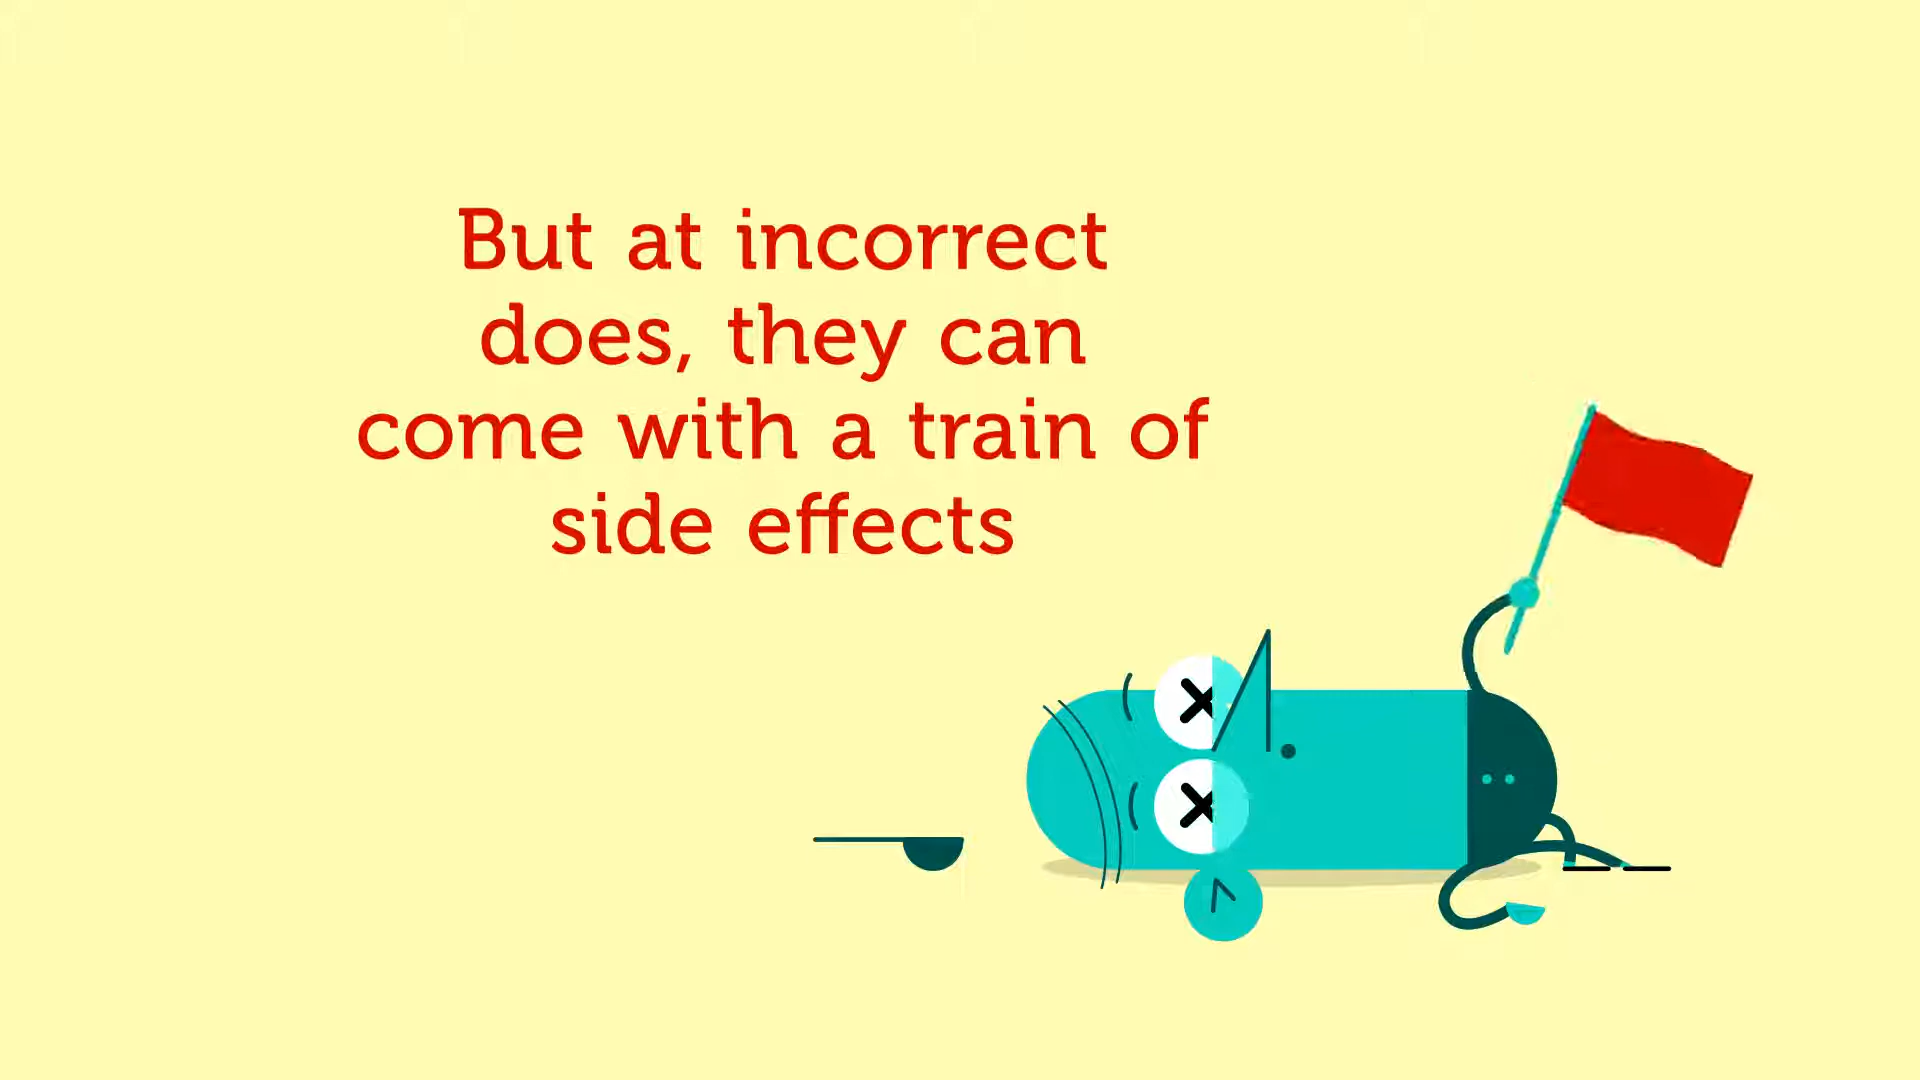 But at incorrect
does, they can
come with a train of
side effects